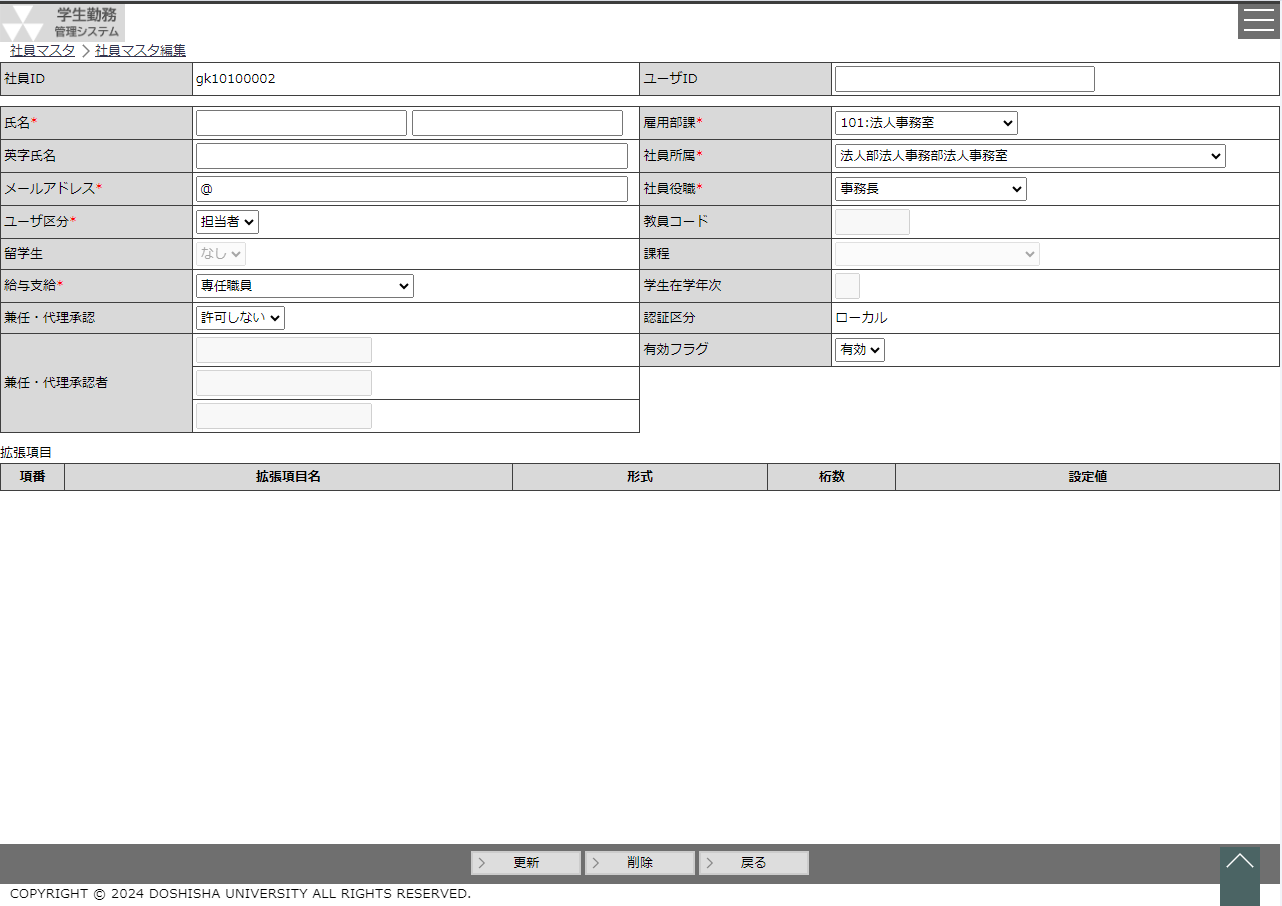 学生勤務
管理システム
社員マスタ > 社員マスタ編集
社員ID gk10100002 ユーザID
氏名* 雇用部課* 101:法人事務室
英字氏名 社員所属* 法人部法人事務部法人事務室
メールアドレス* @ 社員役職* 事務長
ユーザ区分* 担当者 教員コード
留学生 なし 課程
給与支給* 専任職員 学生在学年次
兼任・代理承認 許可しない 認証区分 ローカル
兼任・代理承認者 有効フラグ 有効
拡張項目
項番 拡張項目名 形式 桁数 設定値
更新 削除 戻る
COPYRIGHT © 2024 DOSHISHA UNIVERSITY ALL RIGHTS RESERVED.